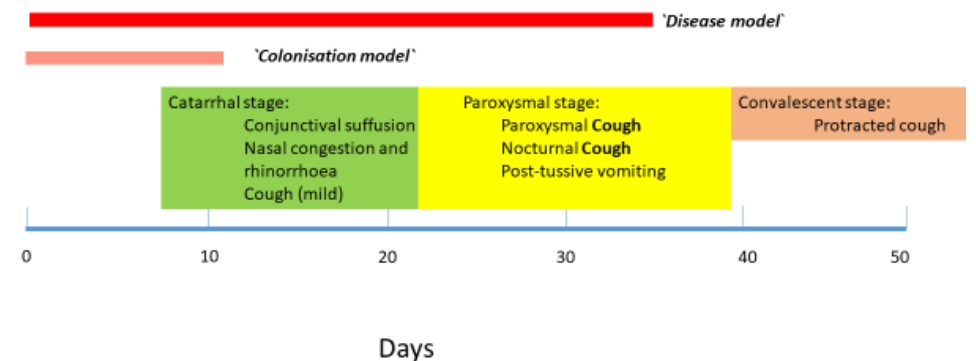 `Disease model`
`Colonisation model`
Catarrhal stage:
Conjunctival suffusion
Nasal congestion and
rhinorrhoea
Cough (mild)
Paroxysmal stage:
Paroxysmal Cough
Nocturnal Cough
Post-tussive vomiting
Convalescent stage:
Protracted cough
0 10 20 30 40 50
Days